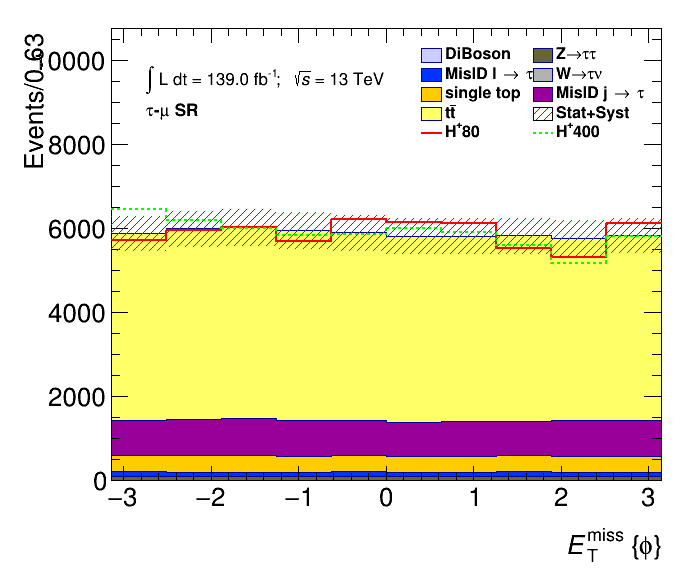 Events/0.63
10000
8000
6000
4000
2000
0
−3 −2 −1 0 1 2 3
∫ L dt = 139.0 fb⁻¹; √s = 13 TeV
τ-μ SR
DiBoson
MisID l → τ
single top
tt̄
H⁺80
Z→ττ
W→τν
MisID j → τ
Stat+Syst
H⁺400
E_T^miss {ϕ}